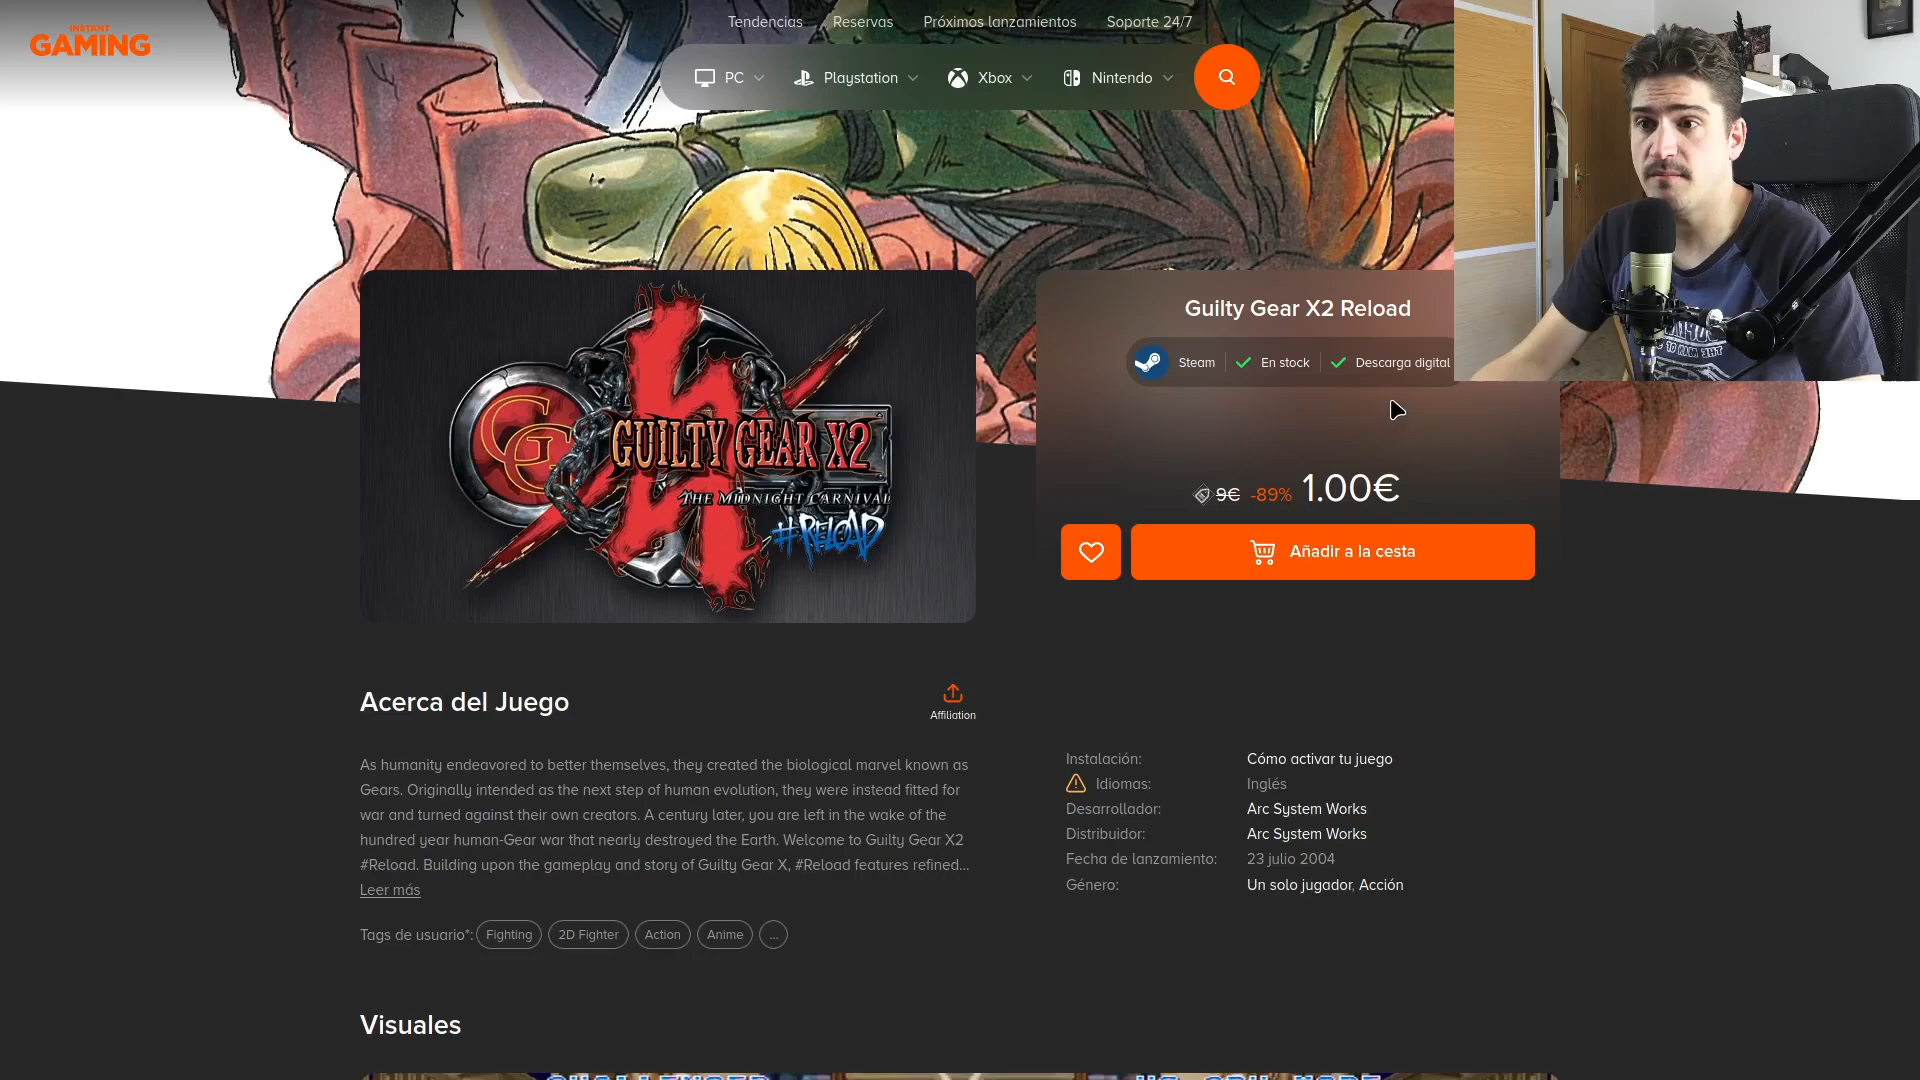 INSTANT
GAMING
Tendencias
Reservas
Próximos lanzamientos
Soporte 24/7
PC
Playstation
Xbox
Nintendo
GG
GUILTY GEAR X2
THE MIDNIGHT CARNIVAL
#RELOAD
Guilty Gear X2 Reload
Steam
En stock
Descarga digital
9€ -89% 1.00€
Añadir a la cesta
Acerca del Juego
Affiliation
As humanity endeavored to better themselves, they created the biological marvel known as
Gears. Originally intended as the next step of human evolution, they were instead fitted for
war and turned against their own creators. A century later, you are left in the wake of the
hundred year human-Gear war that nearly destroyed the Earth. Welcome to Guilty Gear X2
#Reload. Building upon the gameplay and story of Guilty Gear X, #Reload features refined...
Leer más
Tags de usuario*: Fighting 2D Fighter Action Anime ...
Instalación: Cómo activar tu juego
Idiomas: Inglés
Desarrollador: Arc System Works
Distribuidor: Arc System Works
Fecha de lanzamiento: 23 julio 2004
Género: Un solo jugador, Acción
Visuales